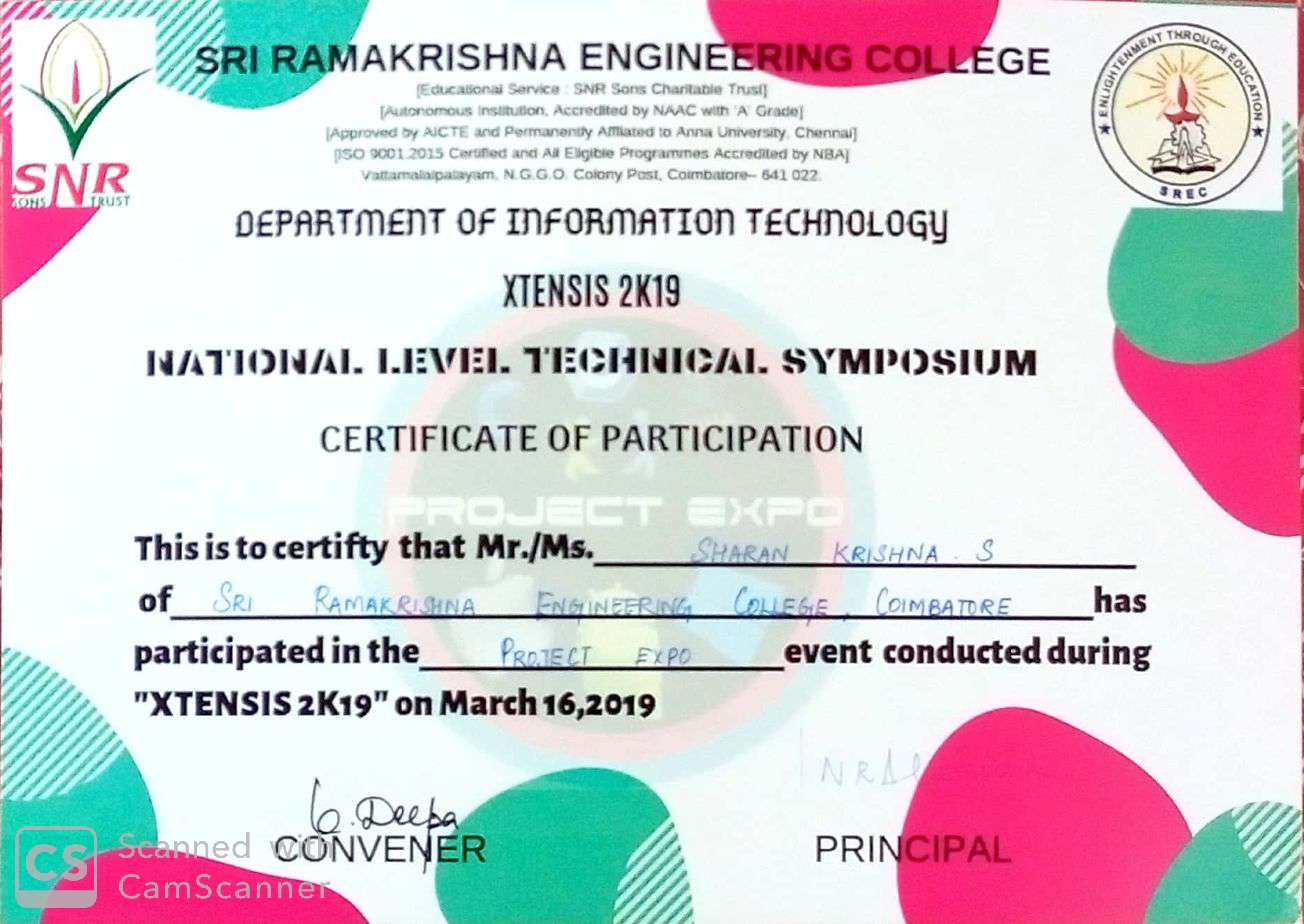 SRI RAMAKRISHNA ENGINEERING COLLEGE
[Educational Service : SNR Sons Charitable Trust]
[Autonomous Institution, Accredited by NAAC with 'A' Grade]
[Approved by AICTE and Permanently Affliated to Anna University, Chennai]
[ISO 9001:2015 Certified and All Eligible Programmes Accredited by NBA]
Vattamalaipalayam, N.G.G.O. Colony Post, Coimbatore– 641 022.
SNR
SONS TRUST
★ ENLIGHTENMENT THROUGH EDUCATION ★
SREC
DEPARTMENT OF INFORMATION TECHNOLOGY
XTENSIS 2K19
NATIONAL LEVEL TECHNICAL SYMPOSIUM
CERTIFICATE OF PARTICIPATION
PROJECT EXPO
This is to certifty that Mr./Ms. SHARAN KRISHNA . S
of SRI RAMAKRISHNA ENGINEERING COLLEGE, COIMBATORE has
participated in the PROJECT EXPO event conducted during
"XTENSIS 2K19" on March 16,2019
G. Deepa
CONVENER
PRINCIPAL
CS Scanned with
CamScanner